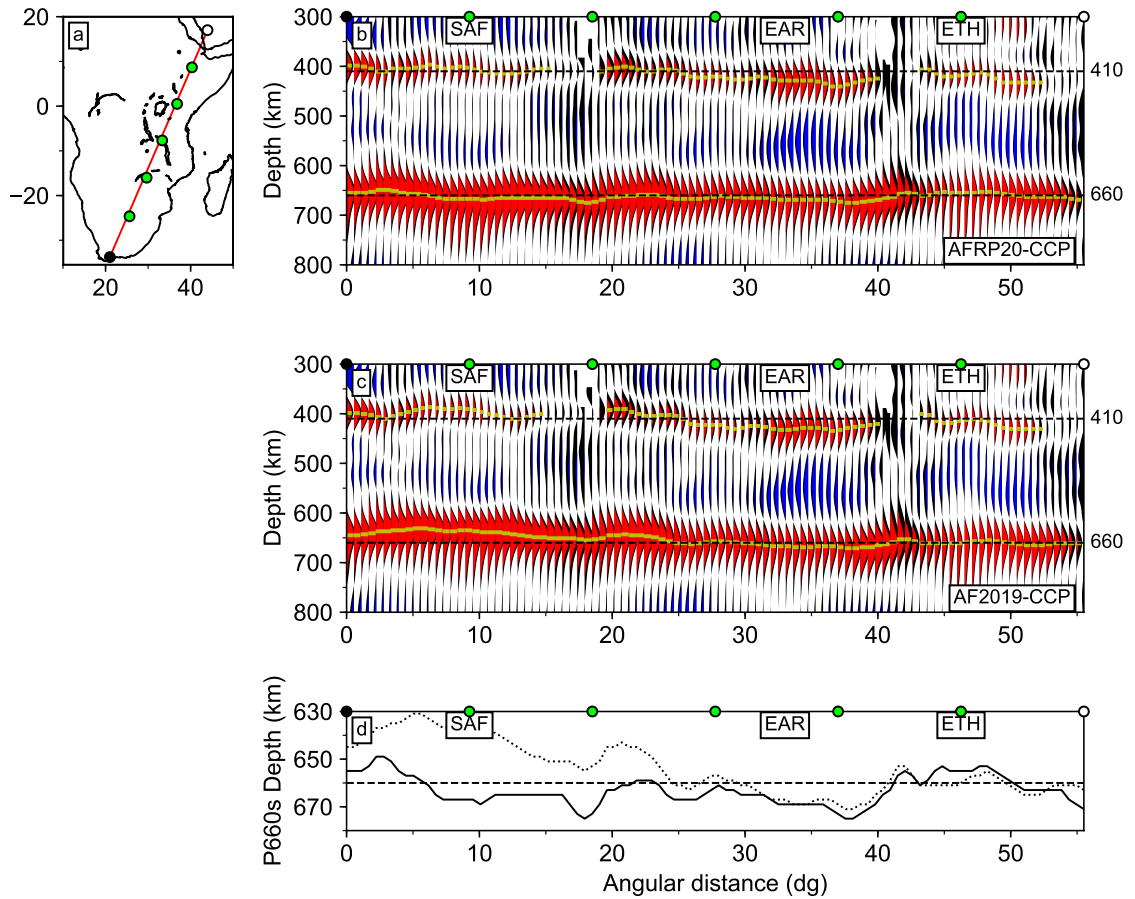 20
0
−20
20
40
a
300
400
500
600
700
800
Depth (km)
b
SAF
EAR
ETH
410
660
AFRP20-CCP
0
10
20
30
40
50
300
400
500
600
700
800
Depth (km)
c
SAF
EAR
ETH
410
660
AF2019-CCP
0
10
20
30
40
50
630
650
670
P660s Depth (km)
d
SAF
EAR
ETH
0
10
20
30
40
50
Angular distance (dg)